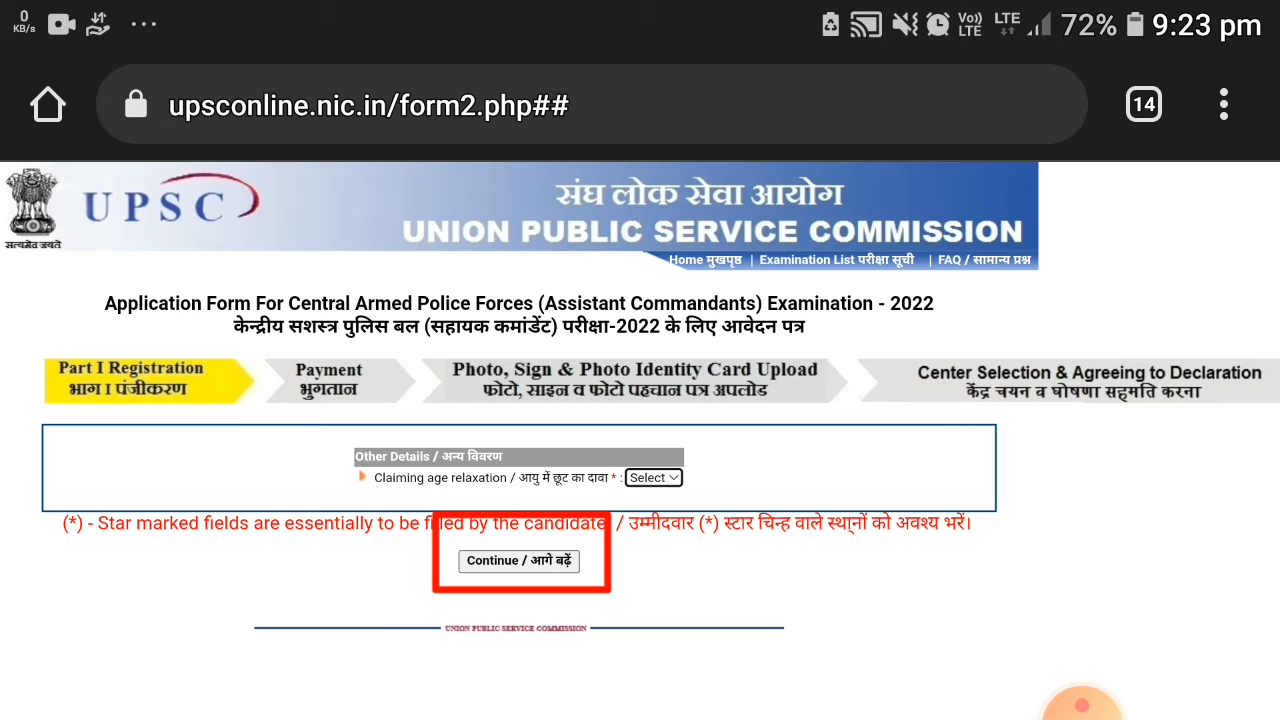 0
KB/s
Vo))
LTE
LTE
72%
9:23 pm
upsconline.nic.in/form2.php##
14
सत्यमेव जयते
UPSC
संघ लोक सेवा आयोग
UNION PUBLIC SERVICE COMMISSION
Home मुखपृष्ठ | Examination List परीक्षा सूची | FAQ / सामान्य प्रश्न
Application Form For Central Armed Police Forces (Assistant Commandants) Examination - 2022
केन्द्रीय सशस्त्र पुलिस बल (सहायक कमांडेंट) परीक्षा-2022 के लिए आवेदन पत्र
Part I Registration
भाग I पंजीकरण
Payment
भुगतान
Photo, Sign & Photo Identity Card Upload
फोटो, साइन व फोटो पहचान पत्र अपलोड
Center Selection & Agreeing to Declaration
केंद्र चयन व घोषणा सहमति करना
Other Details / अन्य विवरण
Claiming age relaxation / आयु में छूट का दावा * : Select
(*) - Star marked fields are essentially to be filled by the candidate. / उम्मीदवार (*) स्टार चिन्ह वाले स्था्नों को अवश्य भरें।
Continue / आगे बढ़ें
UNION PUBLIC SERVICE COMMISSION